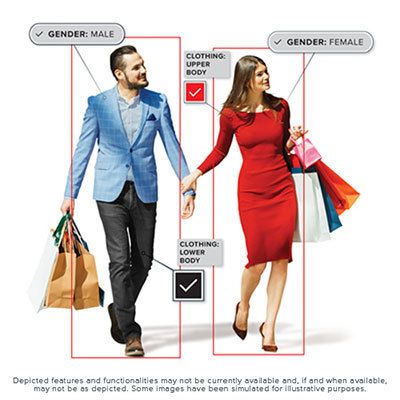 GENDER: MALE
CLOTHING:
UPPER
BODY
GENDER: FEMALE
CLOTHING:
LOWER
BODY
Depicted features and functionalities may not be currently available and, if and when available,
may not be as depicted. Some images have been simulated for illustrative purposes.